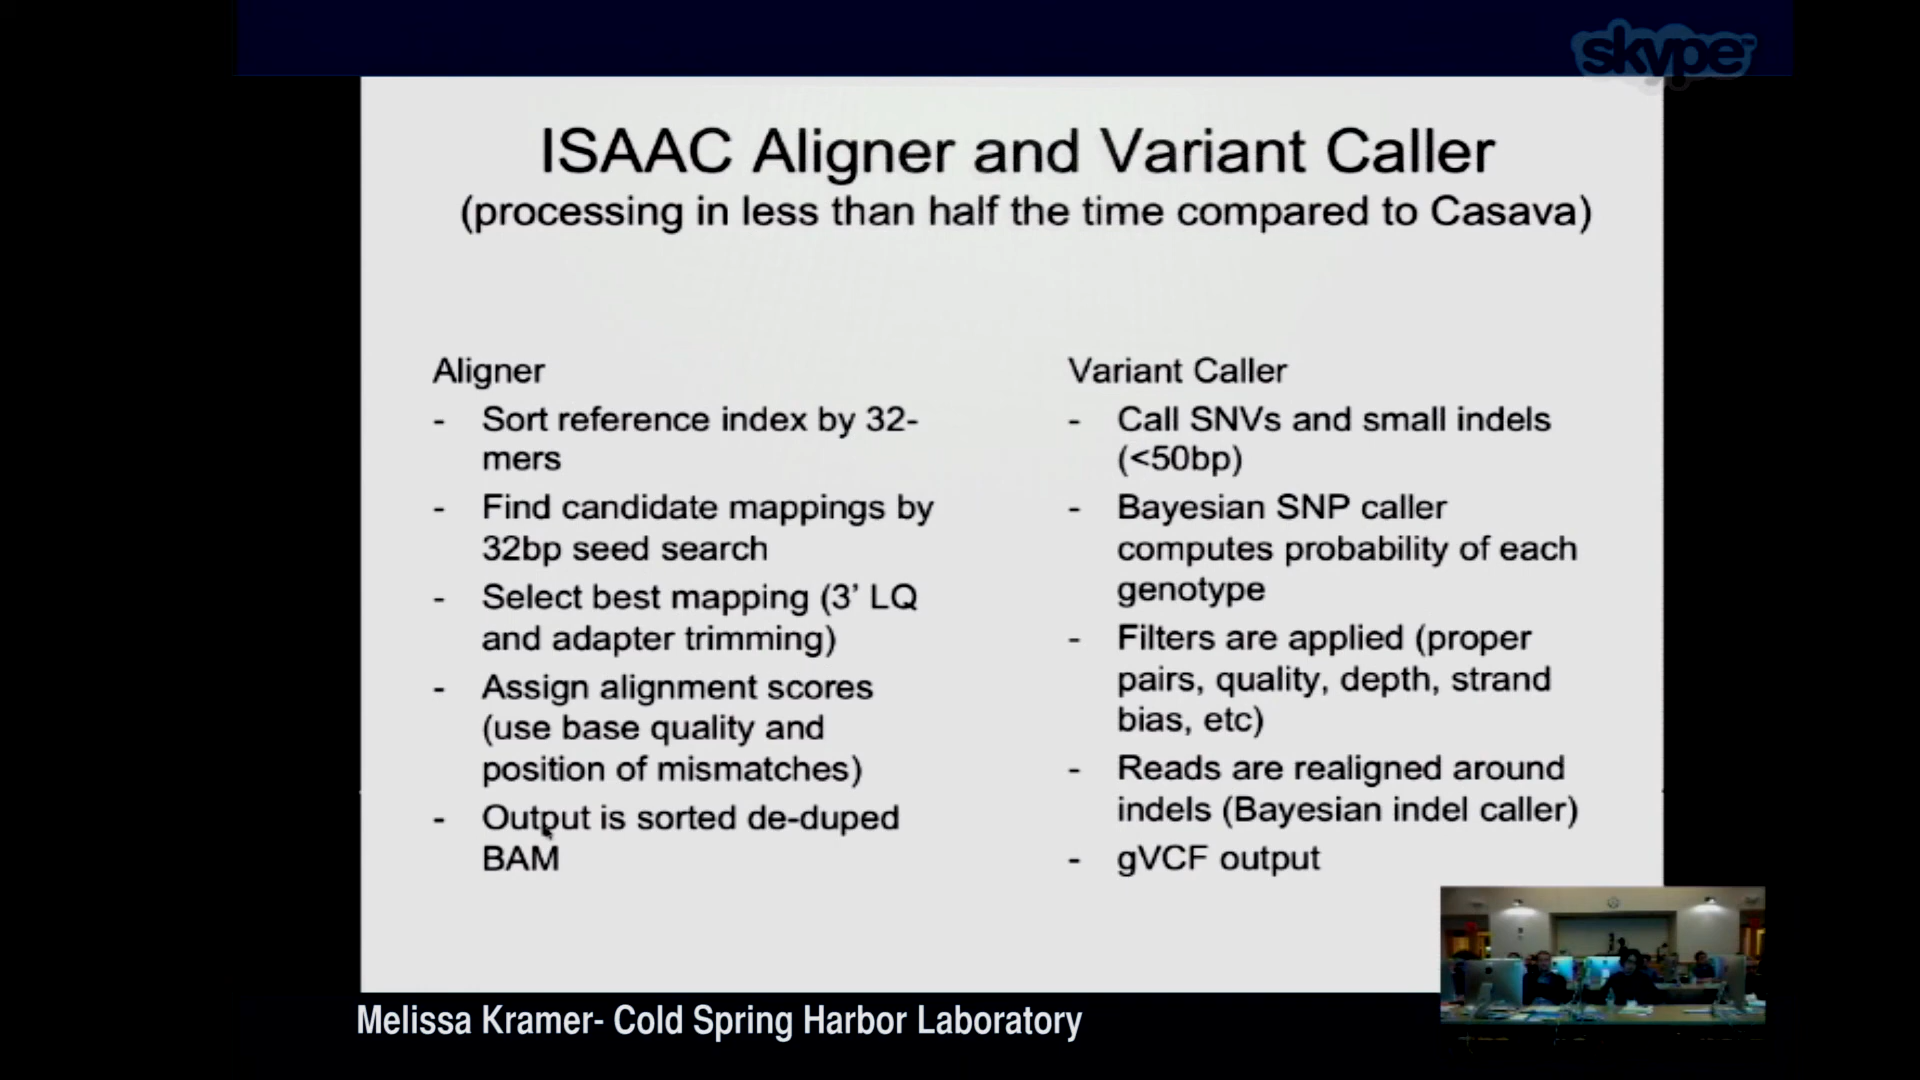 skype
ISAAC Aligner and Variant Caller
(processing in less than half the time compared to Casava)
Aligner
- Sort reference index by 32-
mers
- Find candidate mappings by
32bp seed search
- Select best mapping (3’ LQ
and adapter trimming)
- Assign alignment scores
(use base quality and
position of mismatches)
- Output is sorted de-duped
BAM
Variant Caller
- Call SNVs and small indels
(<50bp)
- Bayesian SNP caller
computes probability of each
genotype
- Filters are applied (proper
pairs, quality, depth, strand
bias, etc)
- Reads are realigned around
indels (Bayesian indel caller)
- gVCF output
Melissa Kramer- Cold Spring Harbor Laboratory